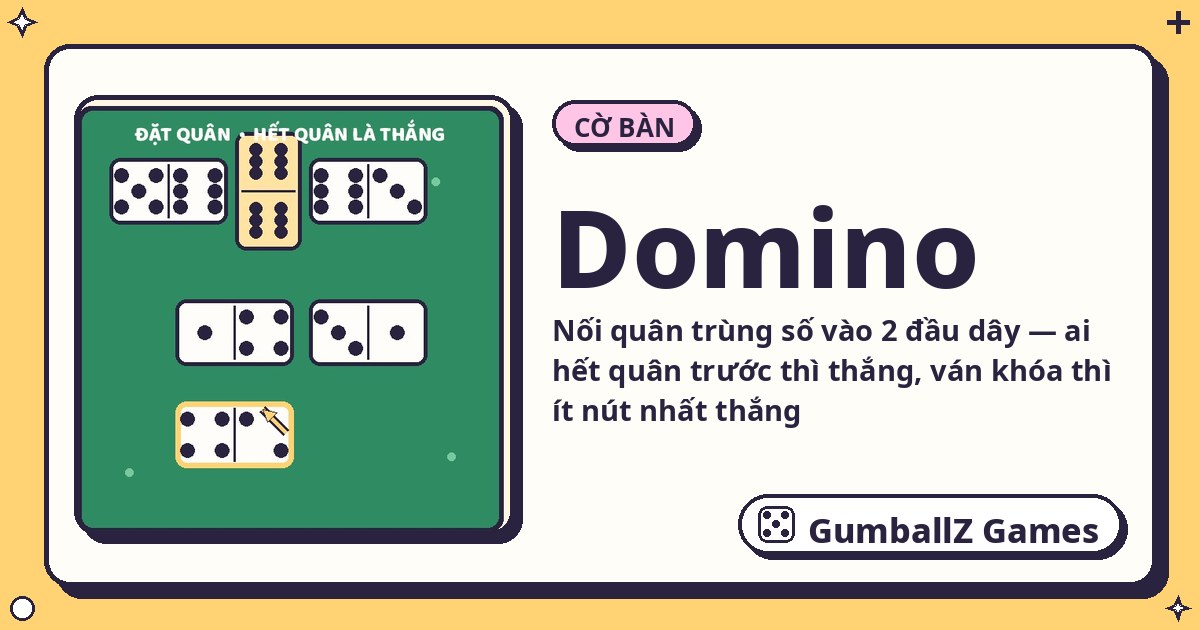 ĐẶT QUÂN · HẾT QUÂN LÀ THẮNG
CỜ BÀN
Domino
Nối quân trùng số vào 2 đầu dây — ai
hết quân trước thì thắng, ván khóa thì
ít nút nhất thắng
GumballZ Games